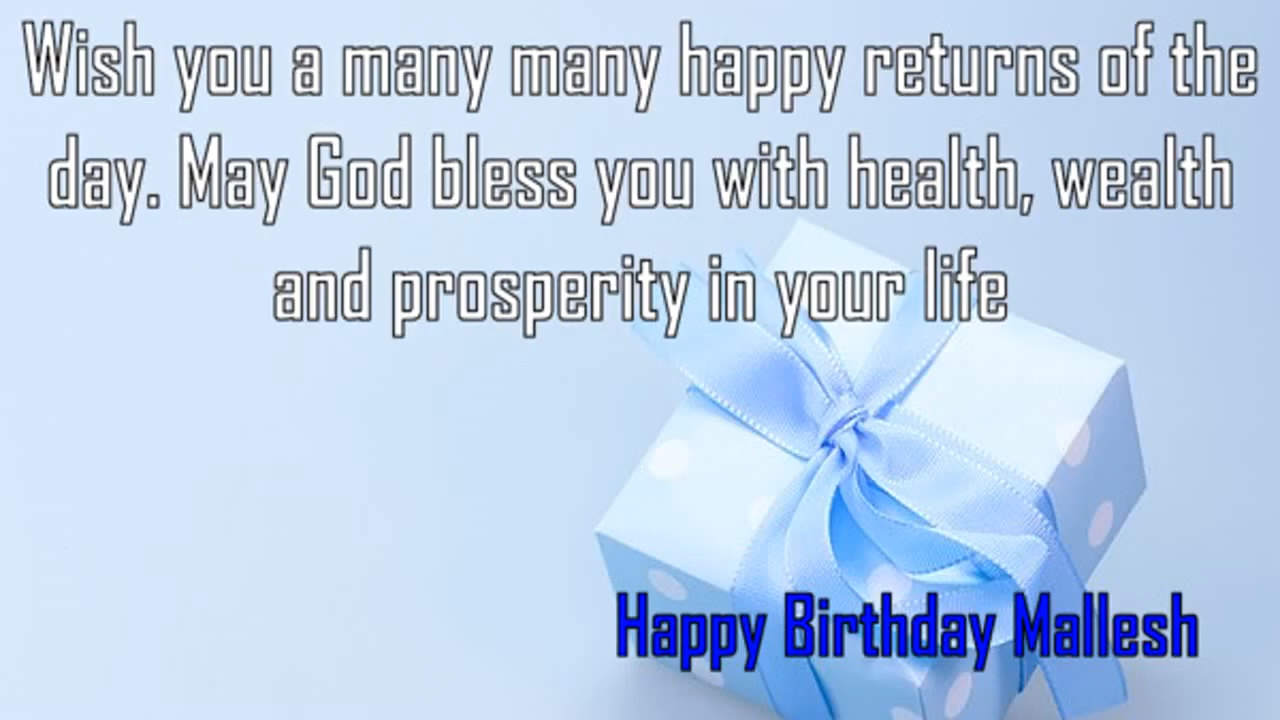 Wish you a many many happy returns of the
day. May God bless you with health, wealth
and prosperity in your life
Happy Birthday Mallesh